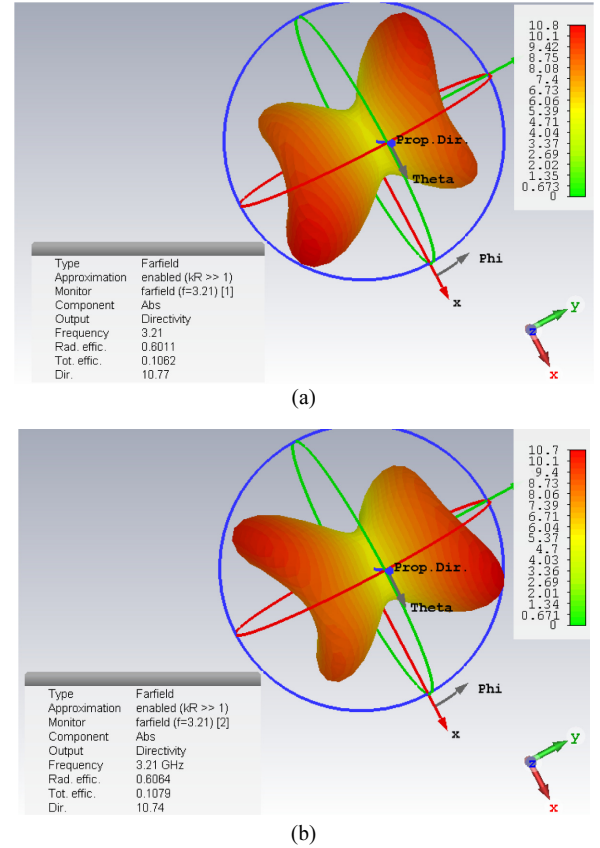 10.8
10.1
9.42
8.75
8.08
7.4
6.73
6.06
4.71
4.04
3.37
2.69
2.02
1.35
0.673
0
Prop.Dir.
Theta
Phi
x
y
z
x
Type Farfield
Approximation enabled (kR >> 1)
Monitor farfield (f=3.21) [1]
Component Abs
Output Directivity
Frequency 3.21
Rad. effic. 0.6011
Tot. effic. 0.1062
Dir. 10.77
(a)
10.7
10.1
9.4
8.73
8.06
7.39
6.71
6.04
5.37
4.7
4.03
3.36
2.69
2.01
1.34
0.671
0
Prop.Dir.
Theta
Phi
x
y
z
x
Type Farfield
Approximation enabled (kR >> 1)
Monitor farfield (f=3.21) [2]
Component Abs
Output Directivity
Frequency 3.21 GHz
Rad. effic. 0.6064
Tot. effic. 0.1079
Dir. 10.74
(b)